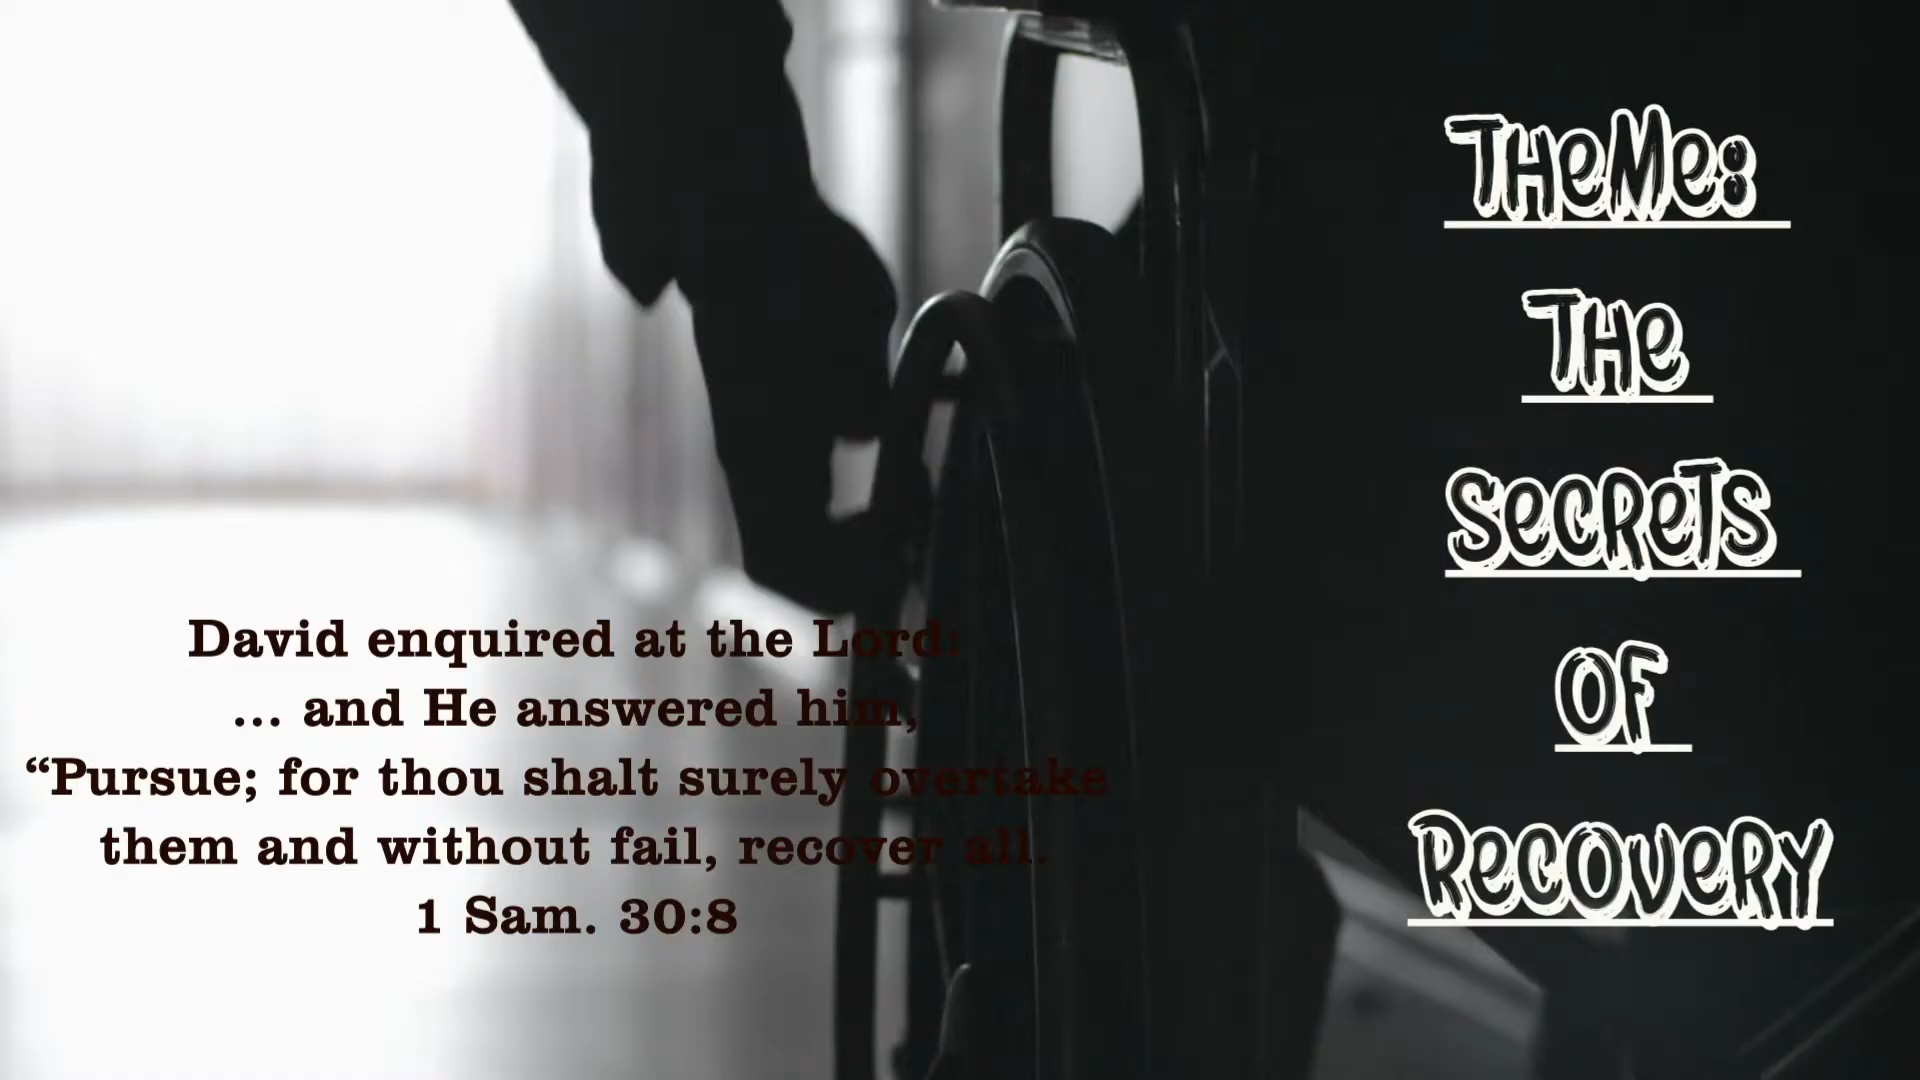 David enquired at the Lord:
... and He answered him,
“Pursue; for thou shalt surely overtake
them and without fail, recover all.
1 Sam. 30:8
THeMe:
THe
SeCReTS
OF
ReCOVeRY